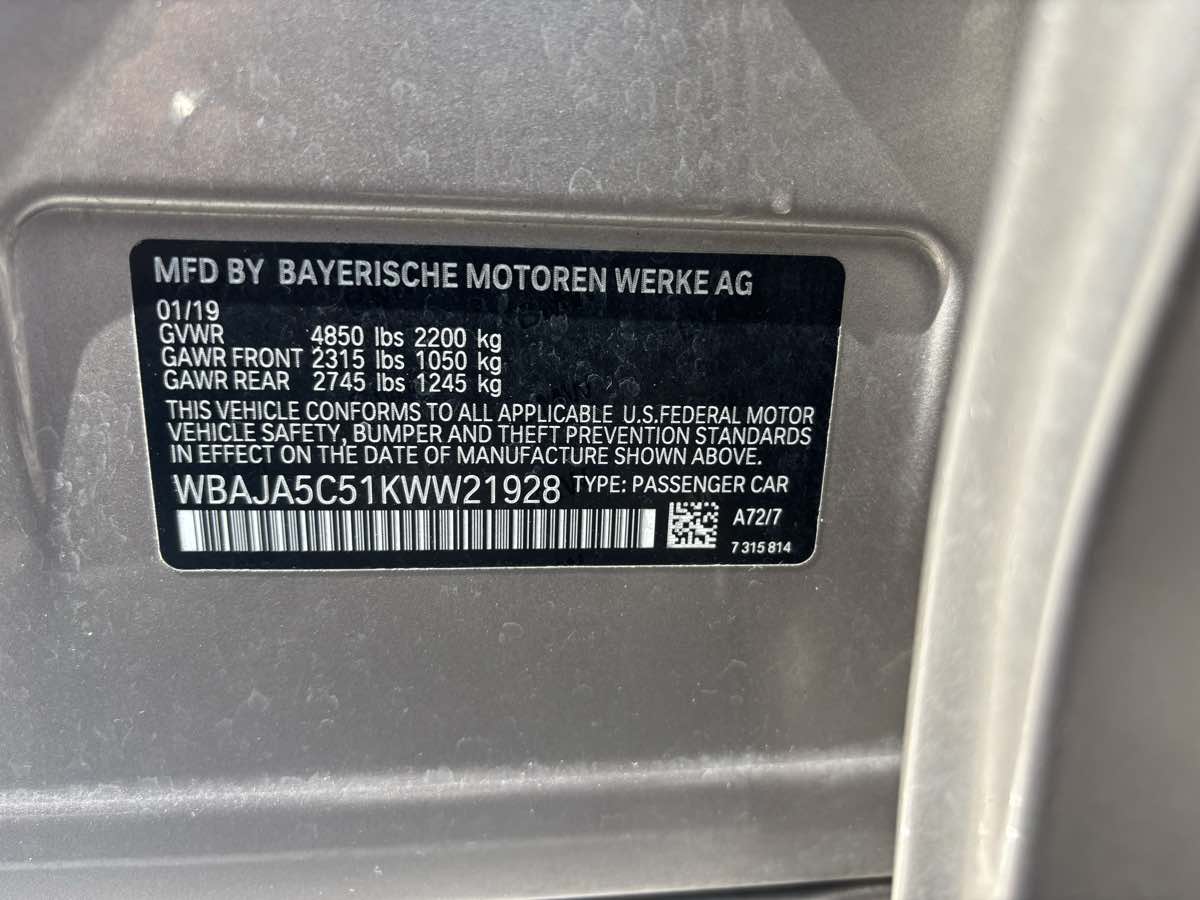 MFD BY BAYERISCHE MOTOREN WERKE AG
01/19
GVWR 4850 lbs 2200 kg
GAWR FRONT 2315 lbs 1050 kg
GAWR REAR 2745 lbs 1245 kg
THIS VEHICLE CONFORMS TO ALL APPLICABLE U.S.FEDERAL MOTOR
VEHICLE SAFETY, BUMPER AND THEFT PREVENTION STANDARDS
IN EFFECT ON THE DATE OF MANUFACTURE SHOWN ABOVE.
WBAJA5C51KWW21928 TYPE: PASSENGER CAR
A72/7
7 315 814